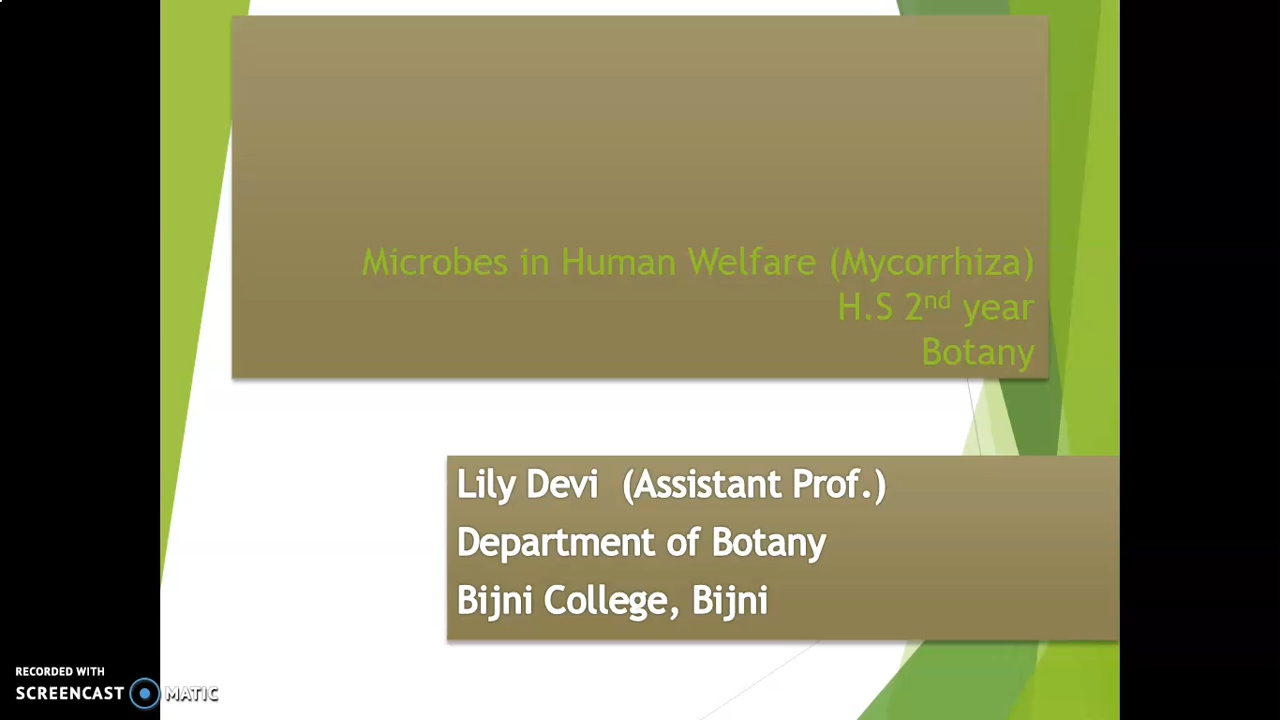 Microbes in Human Welfare (Mycorrhiza)
H.S 2nd year
Botany
Lily Devi (Assistant Prof.)
Department of Botany
Bijni College, Bijni
RECORDED WITH
SCREENCAST MATIC